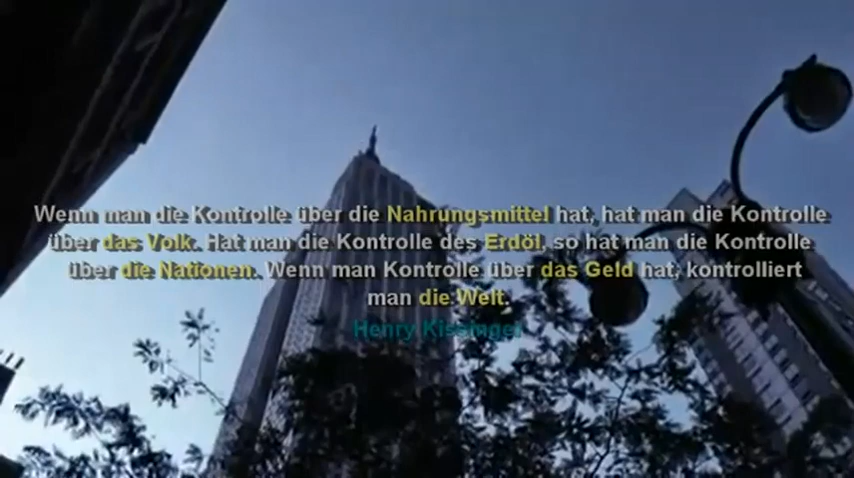 Wenn man die Kontrolle über die Nahrungsmittel hat, hat man die Kontrolle
über das Volk. Hat man die Kontrolle des Erdöl, so hat man die Kontrolle
über die Nationen. Wenn man Kontrolle über das Geld hat, kontrolliert
man die Welt.
Henry Kissinger